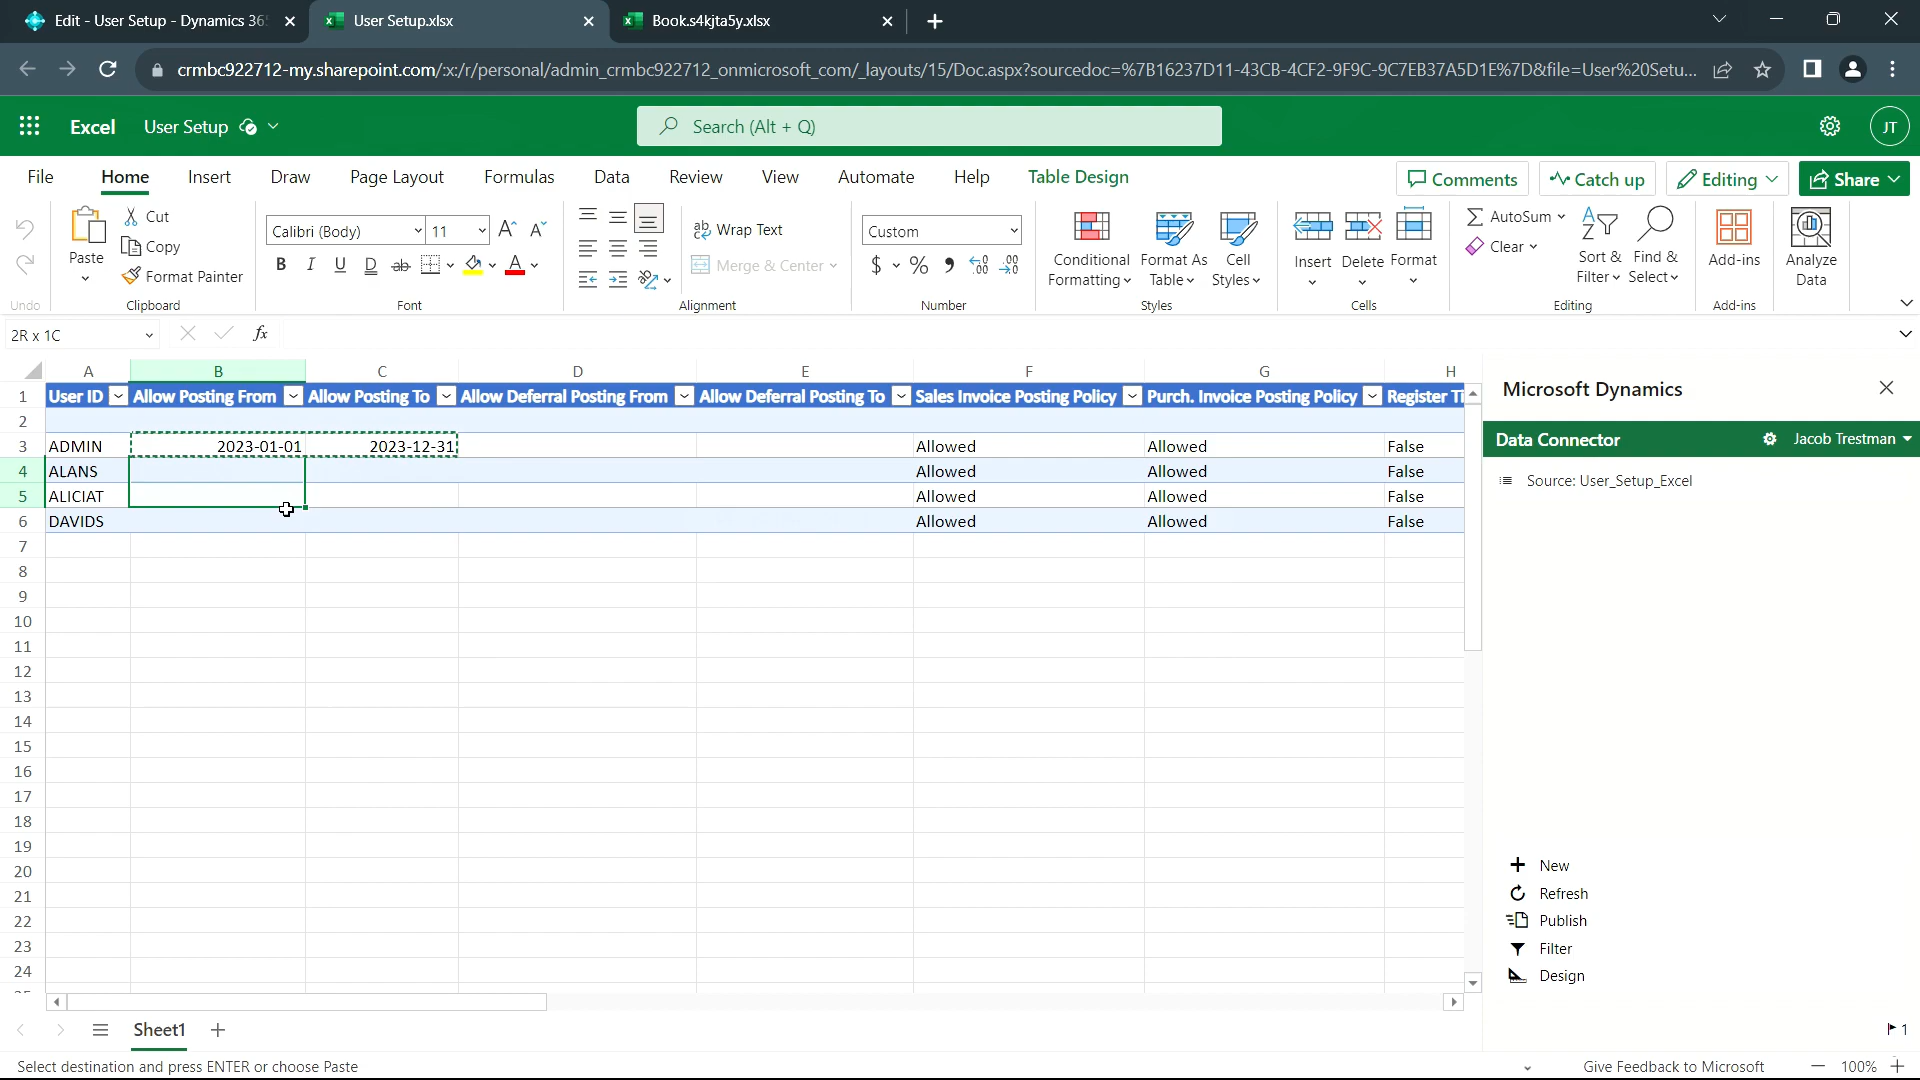 Edit - User Setup - Dynamics 36
User Setup.xlsx
Book.s4kjta5y.xlsx
crmbc922712-my.sharepoint.com/:x:/r/personal/admin_crmbc922712_onmicrosoft_com/_layouts/15/Doc.aspx?sourcedoc=%7B16237D11-43CB-4CF2-9F9C-9C7EB37A5D1E%7D&file=User%20Setu...
Excel User Setup
Search (Alt + Q)
JT
File Home Insert Draw Page Layout Formulas Data Review View Automate Help Table Design
Comments Catch up Editing Share
Paste Cut Copy Format Painter
Calibri (Body) 11
B I U D ab
ab Wrap Text
Merge & Center
Custom
$ % 9 .00 .00
Conditional Formatting
Format As Table
Cell Styles
Insert Delete Format
AutoSum
Clear
Sort & Filter
Find & Select
Add-ins
Analyze Data
Undo Clipboard Font Alignment Number Styles Cells Editing Add-ins
2R x 1C
fx
A B C D E F G H
1 User ID Allow Posting From Allow Posting To Allow Deferral Posting From Allow Deferral Posting To Sales Invoice Posting Policy Purch. Invoice Posting Policy Register Ti
2
3 ADMIN 2023-01-01 2023-12-31 Allowed Allowed False
4 ALANS Allowed Allowed False
5 ALICIAT Allowed Allowed False
6 DAVIDS Allowed Allowed False
7
8
9
10
11
12
13
14
15
16
17
18
19
20
21
22
23
24
Microsoft Dynamics
Data Connector Jacob Trestman
Source: User_Setup_Excel
New
Refresh
Publish
Filter
Design
1
Sheet1
Select destination and press ENTER or choose Paste
Give Feedback to Microsoft
100%